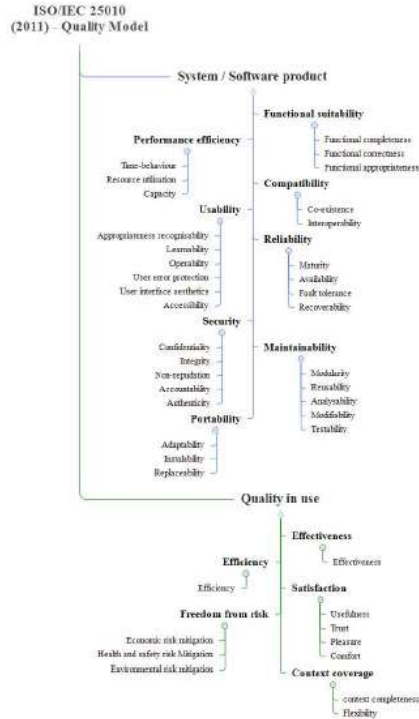 ISO/IEC 25010
(2011) - Quality Model
System / Software product
Functional suitability
Functional completeness
Functional correctness
Functional appropriateness
Performance efficiency
Time-behaviour
Resource utilisation
Capacity
Compatibility
Co-existence
Interoperability
Usability
Appropriateness recognisability
Learnability
Operability
User error protection
User interface aesthetics
Accessibility
Reliability
Maturity
Availability
Fault tolerance
Recoverability
Security
Confidentiality
Integrity
Non-repudation
Accountability
Authenticity
Maintainability
Modularity
Reusability
Analysability
Modifiability
Testability
Portability
Adaptability
Instalability
Replaceability
Quality in use
Effectiveness
Effectiveness
Efficiency
Efficiency
Satisfaction
Usefulness
Trust
Pleasure
Comfort
Freedom from risk
Economic risk mitigation
Health and safety risk Mitigation
Environmental risk mitigation
Context coverage
context completeness
Flexibility